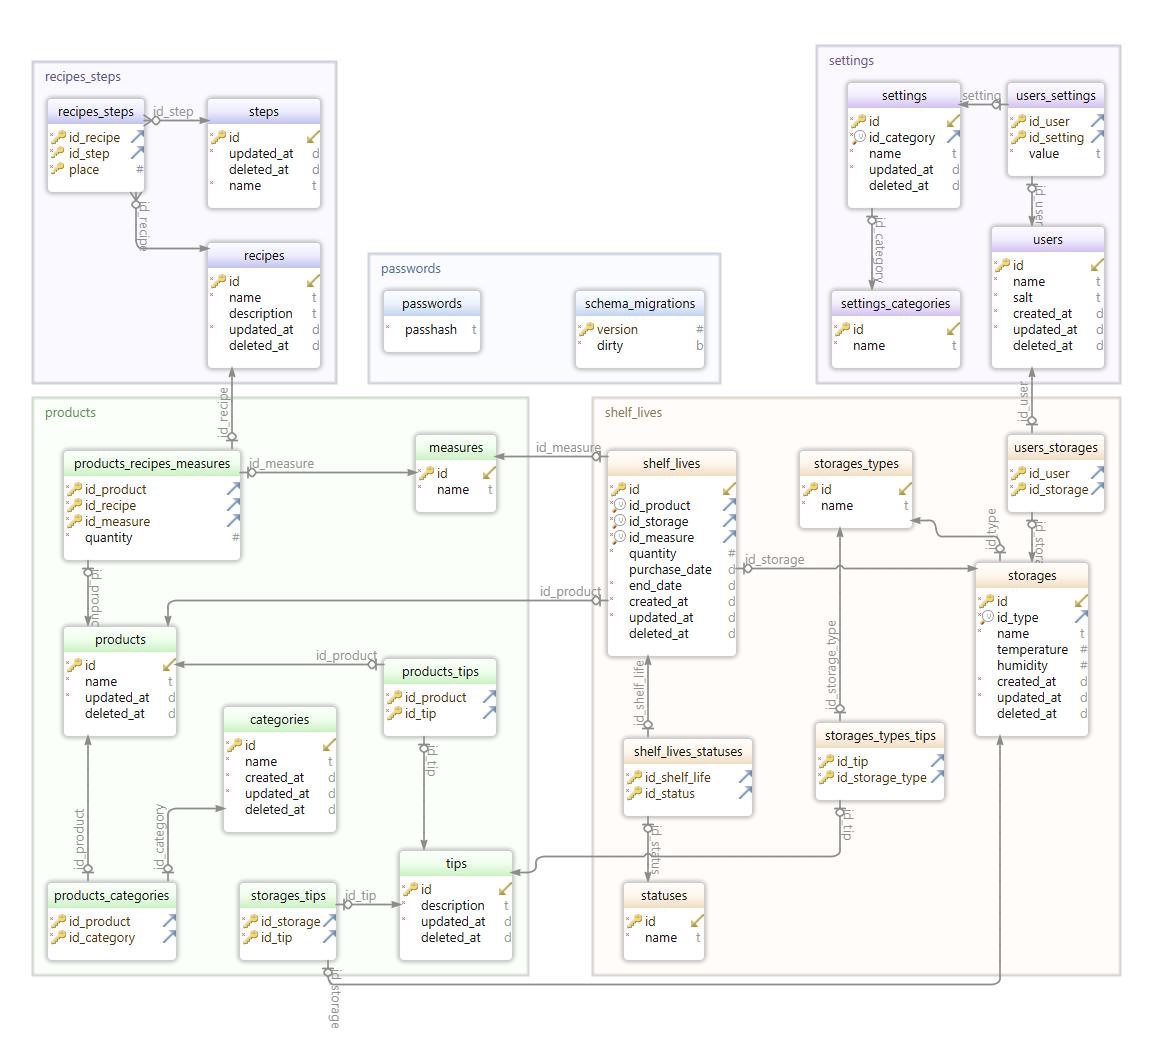 recipes_steps
recipes_steps
id_recipe
id_step
place #
id_step
steps
id
updated_at d
deleted_at d
name t
id_recipe
recipes
id
name t
description t
updated_at d
deleted_at d
passwords
passwords
passhash t
schema_migrations
version #
dirty b
settings
settings
id
id_category
name t
updated_at d
deleted_at d
setting
users_settings
id_user
id_setting
value t
id_user
id_category
users
id
name t
salt t
created_at d
updated_at d
deleted_at d
settings_categories
id
name t
id_recipe
id_user
products
products_recipes_measures
id_product
id_recipe
id_measure
quantity #
id_measure
measures
id
name t
id_product
products
id
name t
updated_at d
deleted_at d
id_product
products_tips
id_product
id_tip
categories
id
name t
created_at d
updated_at d
deleted_at d
id_tip
id_product
id_category
products_categories
id_product
id_category
storages_tips
id_storage
id_tip
id_tip
tips
id
description t
updated_at d
deleted_at d
id_storage
shelf_lives
id_measure
shelf_lives
id
id_product
id_storage
id_measure
quantity #
purchase_date d
end_date d
created_at d
updated_at d
deleted_at d
id_product
id_storage
storages_types
id
name t
users_storages
id_user
id_storage
id_type
id_stora
storages
id
id_type
name t
temperature #
humidity #
created_at d
updated_at d
deleted_at d
id_shelf_life
id_storage_type
shelf_lives_statuses
id_shelf_life
id_status
storages_types_tips
id_tip
id_storage_type
id_status
id_tip
statuses
id
name t